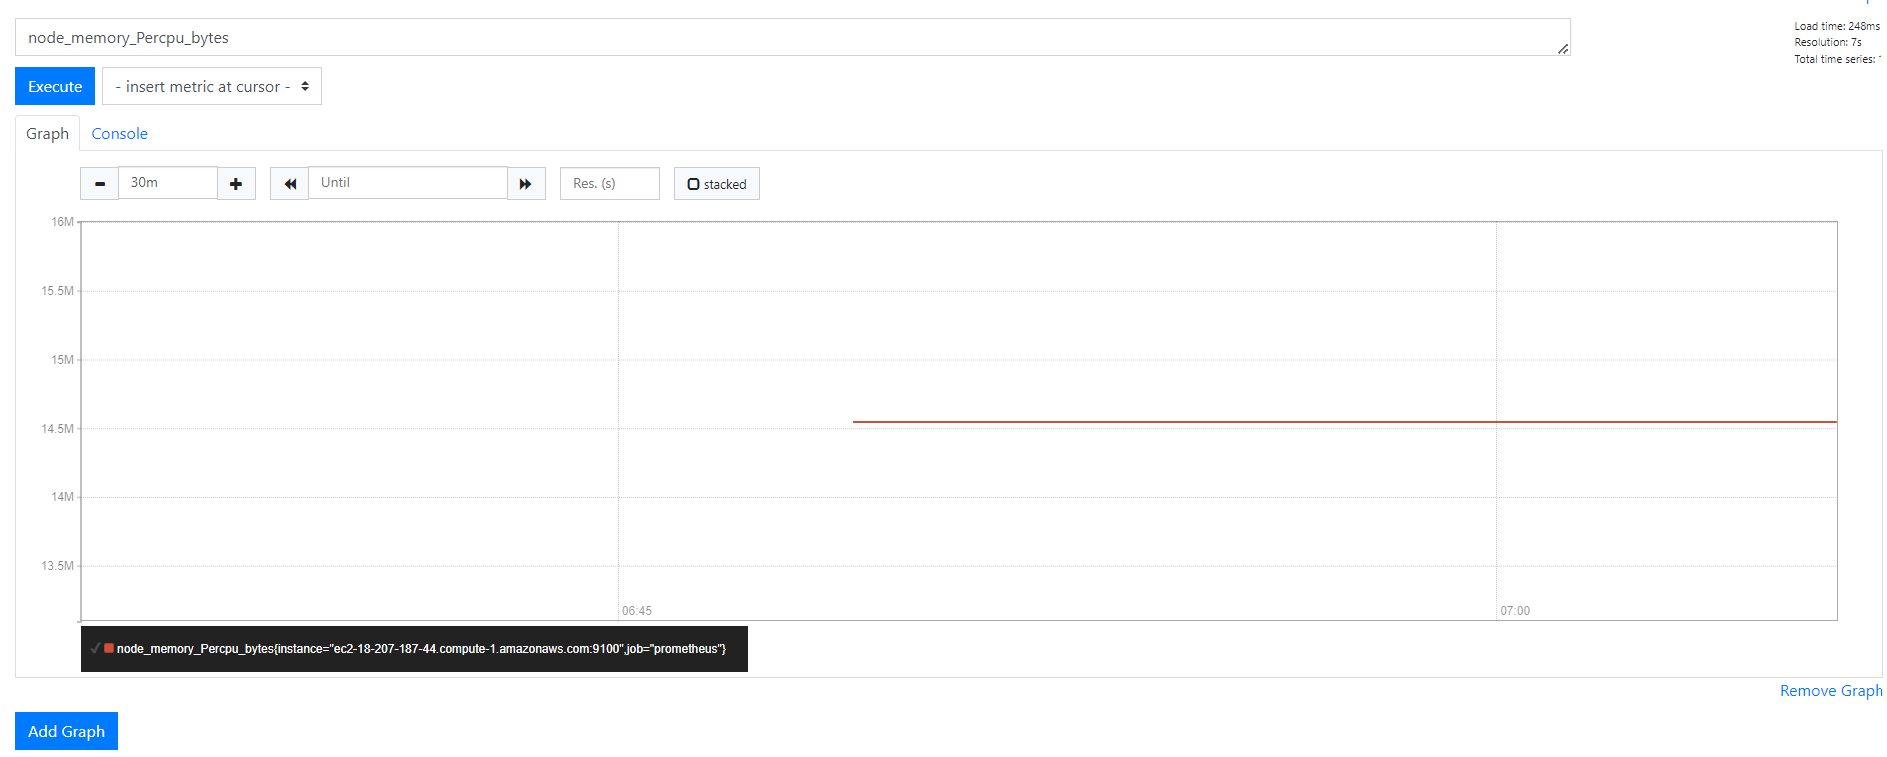 node_memory_Percpu_bytes
Load time: 248ms
Resolution: 7s
Total time series: 1
Execute
- insert metric at cursor -
Graph
Console
30m
Until
Res. (s)
stacked
16M
15.5M
15M
14.5M
14M
13.5M
06:45
07:00
node_memory_Percpu_bytes{instance="ec2-18-207-187-44.compute-1.amazonaws.com:9100",job="prometheus"}
Remove Graph
Add Graph